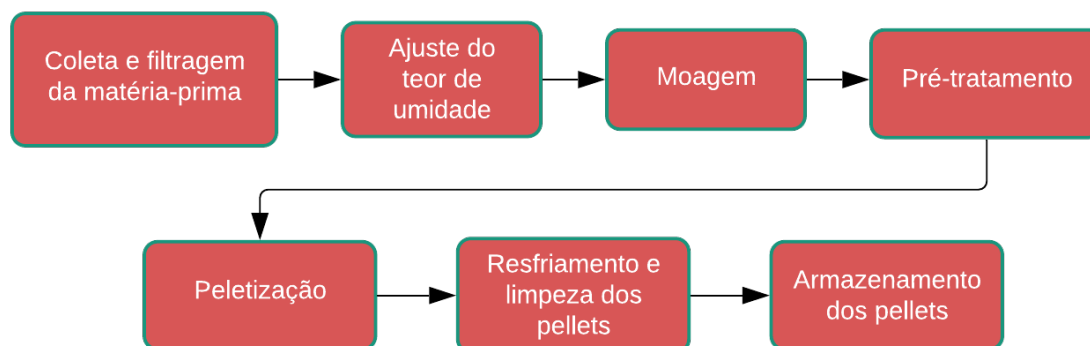 Coleta e filtragem
da matéria-prima
Ajuste do
teor de
umidade
Moagem
Pré-tratamento
Peletização
Resfriamento e
limpeza dos
pellets
Armazenamento
dos pellets